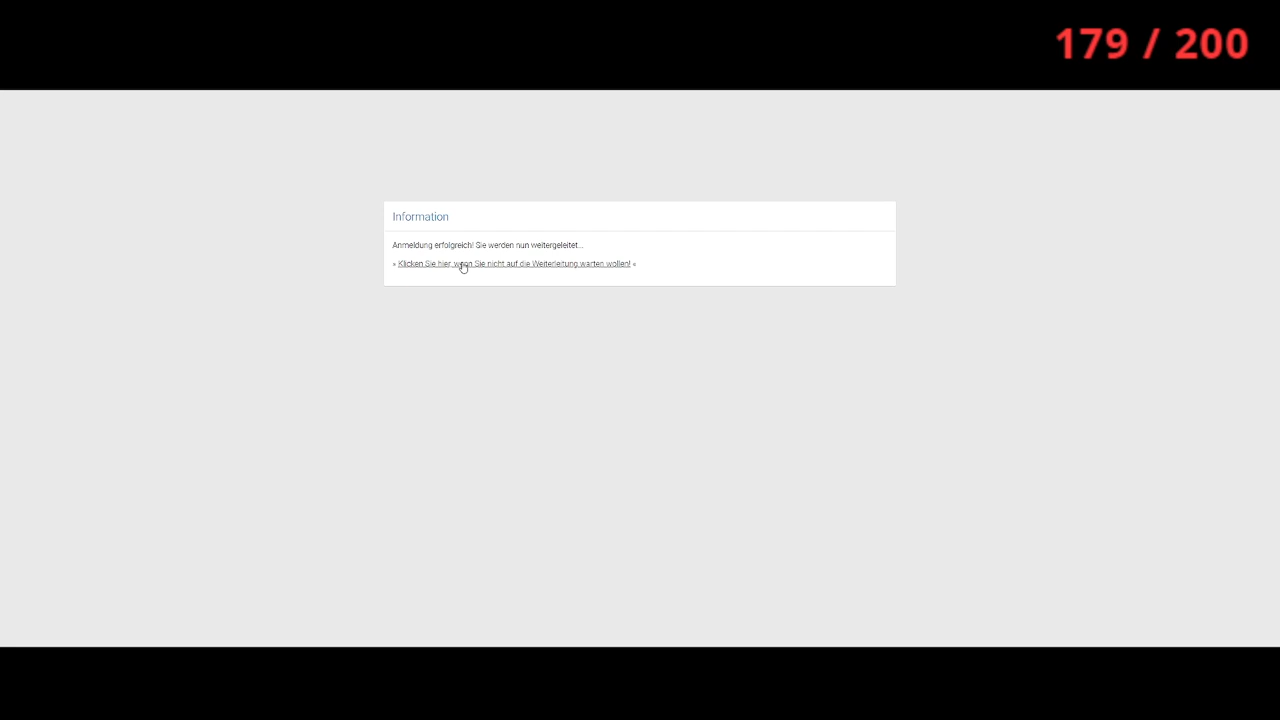 179 / 200
Information
Anmeldung erfolgreich! Sie werden nun weitergeleitet...
» Klicken Sie hier, wenn Sie nicht auf die Weiterleitung warten wollen! «